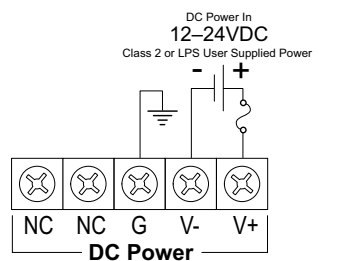 DC Power In
12–24VDC
Class 2 or LPS User Supplied Power
- +
NC NC G V- V+
DC Power